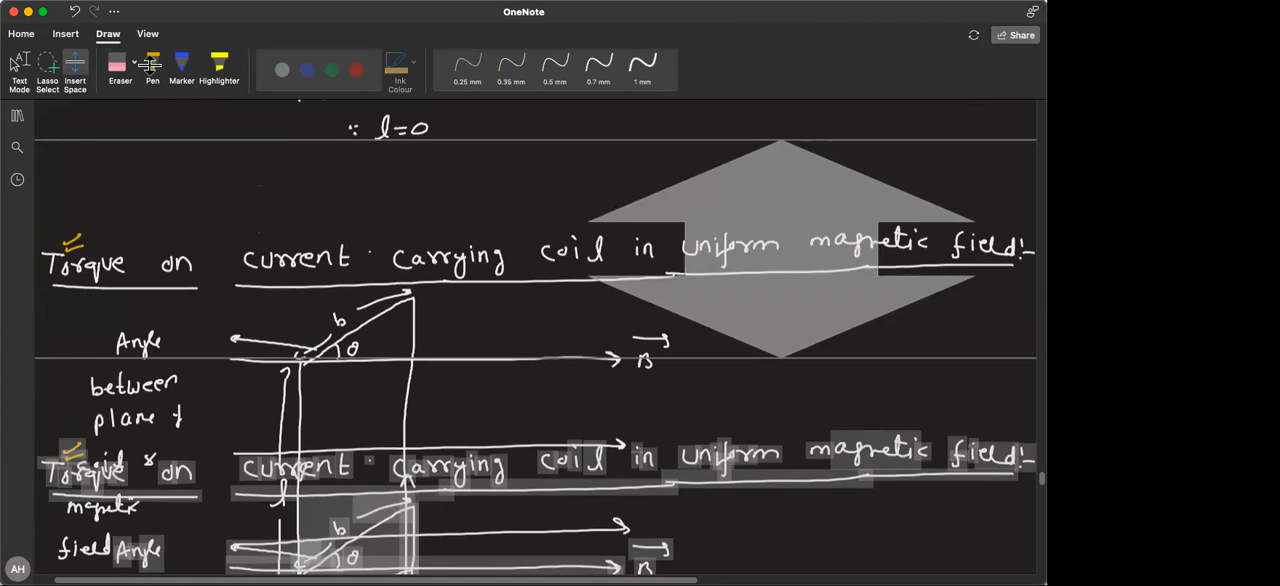 OneNote
Home Insert Draw View
Share
Text Mode
Lasso Select
Insert Space
Eraser
Pen
Marker
Highlighter
Ink Colour
0.25 mm
0.35 mm
0.5 mm
0.7 mm
1 mm
∵ l=0
Torque on current carrying coil in uniform magnetic field:-
b
θ
B
Angle
between
plane of
coil &
magetic
field
l
Torque on current carrying coil in uniform magnetic field:-
b
θ
B
Angle
AH